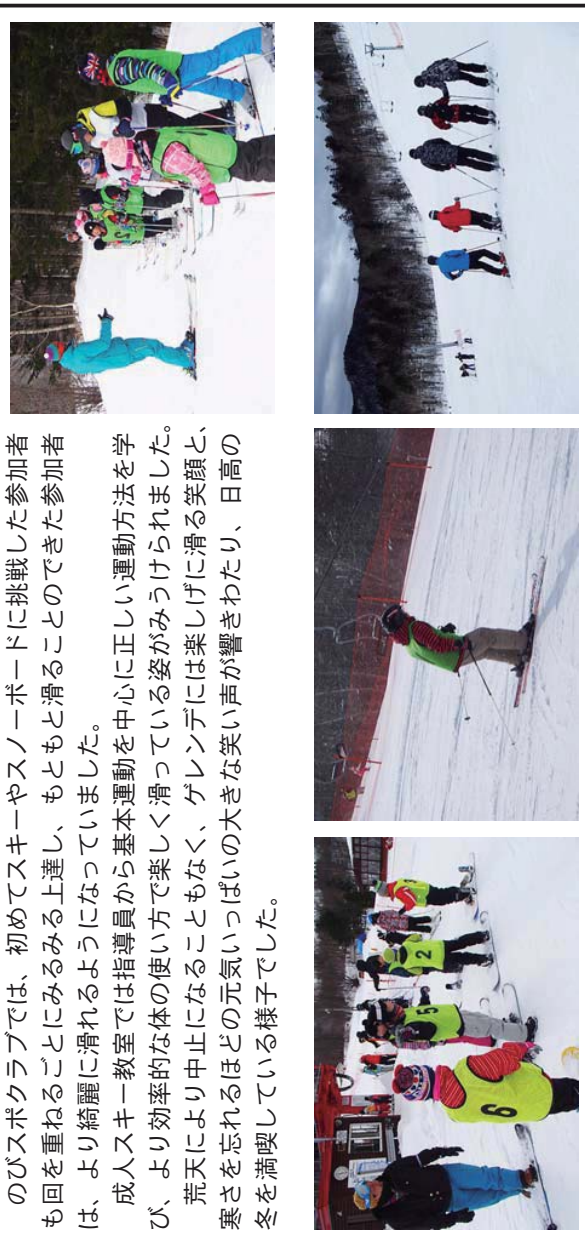 のびスポクラブでは、初めてスキーやスノーボードに挑戦した参加者
も回を重ねるごとにみるみる上達し、もともと滑ることのできた参加者
は、より綺麗に滑れるようになっていました。
成人スキー教室では指導員から基本運動を中心に正しい運動方法を学
び、より効率的な体の使い方で楽しく滑っている姿がみうけられました。
荒天により中止になることもなく、ゲレンデには楽しげに滑る笑顔と、
寒さを忘れるほどの元気いっぱいの大きな笑い声が響きわたり、日高の
冬を満喫している様子でした。
2
6
5
2